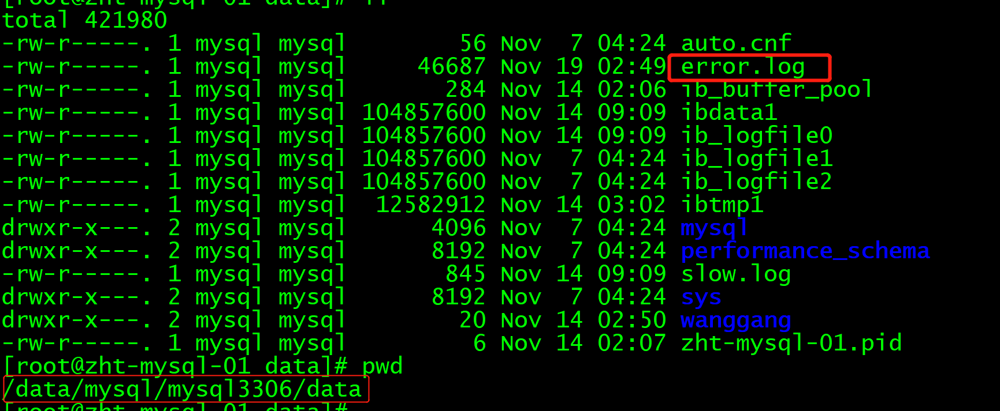 [root@zht-mysql-01 data]# ll
total 421980
-rw-r-----. 1 mysql mysql        56 Nov  7 04:24 auto.cnf
-rw-r-----. 1 mysql mysql     46687 Nov 19 02:49 error.log
-rw-r-----. 1 mysql mysql       284 Nov 14 02:06 ib_buffer_pool
-rw-r-----. 1 mysql mysql 104857600 Nov 14 09:09 ibdata1
-rw-r-----. 1 mysql mysql 104857600 Nov 14 09:09 ib_logfile0
-rw-r-----. 1 mysql mysql 104857600 Nov  7 04:24 ib_logfile1
-rw-r-----. 1 mysql mysql 104857600 Nov  7 04:24 ib_logfile2
-rw-r-----. 1 mysql mysql  12582912 Nov 14 03:02 ibtmp1
drwxr-x---. 2 mysql mysql      4096 Nov  7 04:24 mysql
drwxr-x---. 2 mysql mysql      8192 Nov  7 04:24 performance_schema
-rw-r-----. 1 mysql mysql       845 Nov 14 09:09 slow.log
drwxr-x---. 2 mysql mysql      8192 Nov  7 04:24 sys
drwxr-x---. 2 mysql mysql        20 Nov 14 02:50 wanggang
-rw-r-----. 1 mysql mysql         6 Nov 14 02:07 zht-mysql-01.pid
[root@zht-mysql-01 data]# pwd
/data/mysql/mysql3306/data
[root@zht-mysql-01 data]#